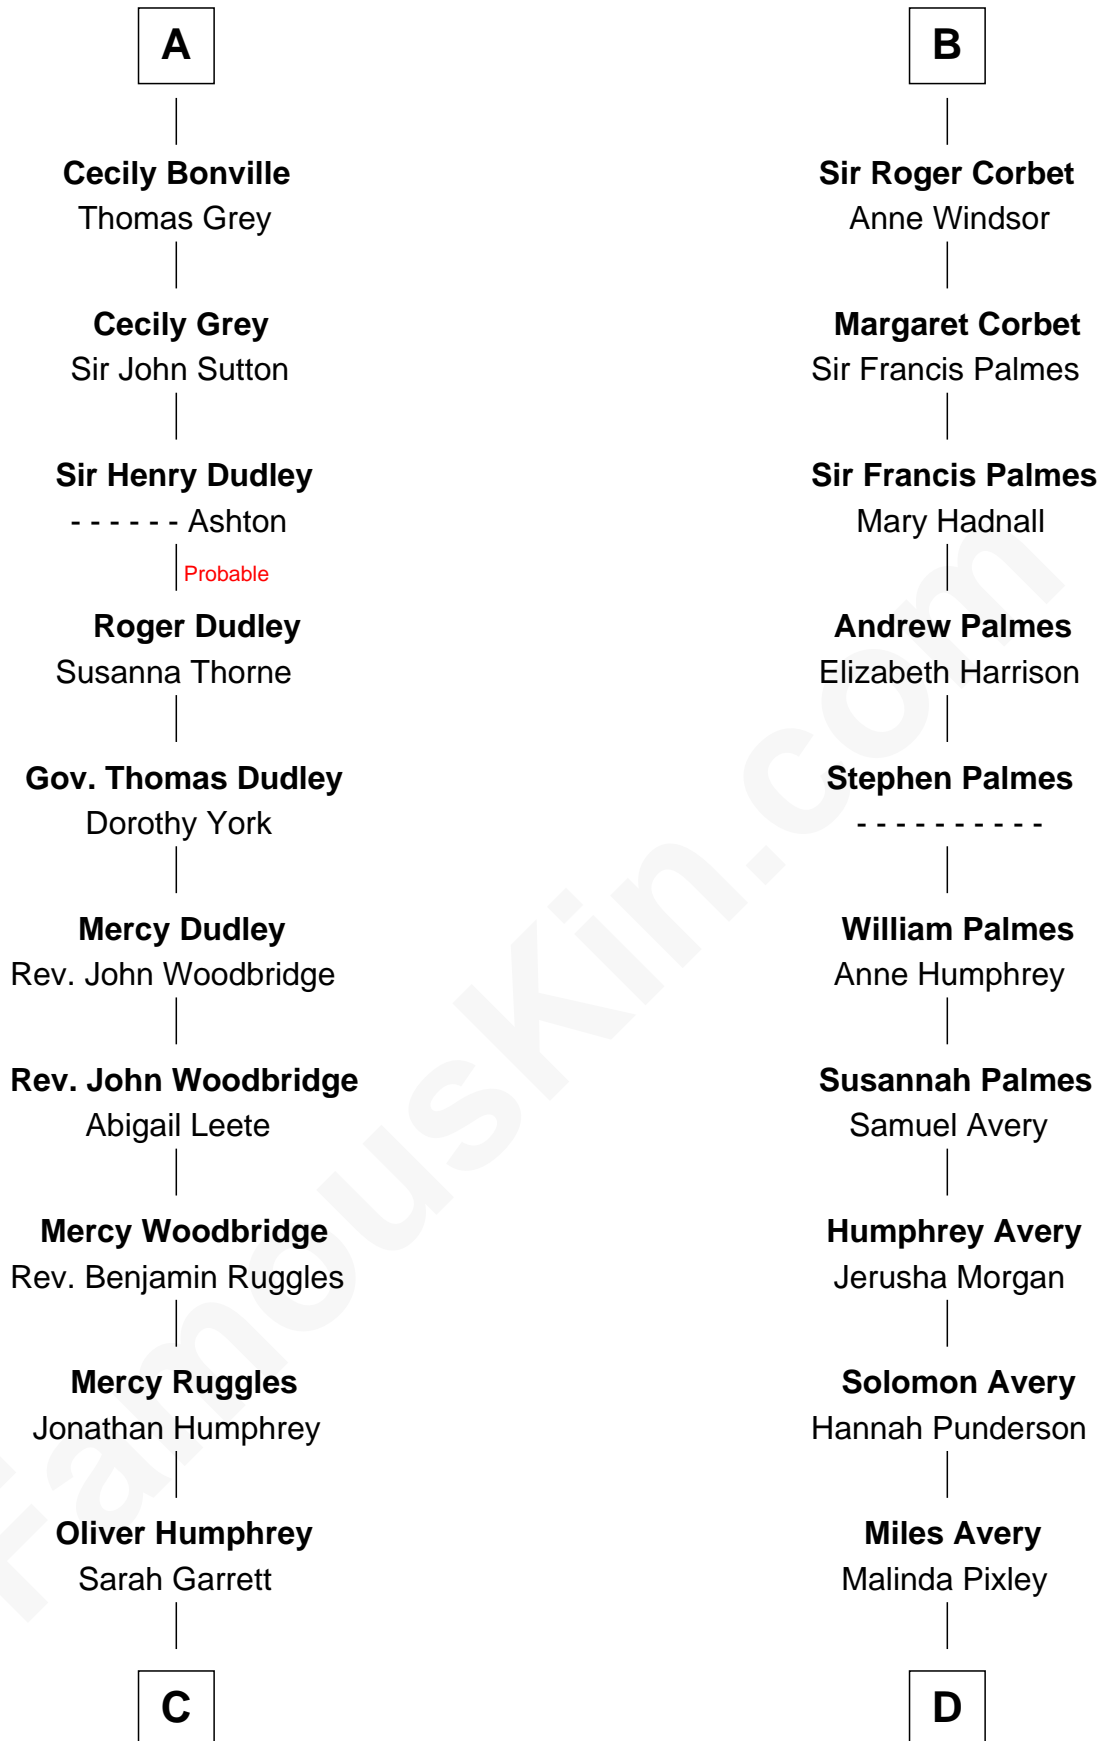 A
Cecily Bonville
Thomas Grey
Cecily Grey
Sir John Sutton
Sir Henry Dudley
- - - - - - Ashton
Probable
Roger Dudley
Susanna Thorne
Gov. Thomas Dudley
Dorothy York
Mercy Dudley
Rev. John Woodbridge
Rev. John Woodbridge
Abigail Leete
Mercy Woodbridge
Rev. Benjamin Ruggles
Mercy Ruggles
Jonathan Humphrey
Oliver Humphrey
Sarah Garrett
C
B
Sir Roger Corbet
Anne Windsor
Margaret Corbet
Sir Francis Palmes
Sir Francis Palmes
Mary Hadnall
Andrew Palmes
Elizabeth Harrison
Stephen Palmes
- - - - - - - - - -
William Palmes
Anne Humphrey
Susannah Palmes
Samuel Avery
Humphrey Avery
Jerusha Morgan
Solomon Avery
Hannah Punderson
Miles Avery
Malinda Pixley
D
FamousKin.com